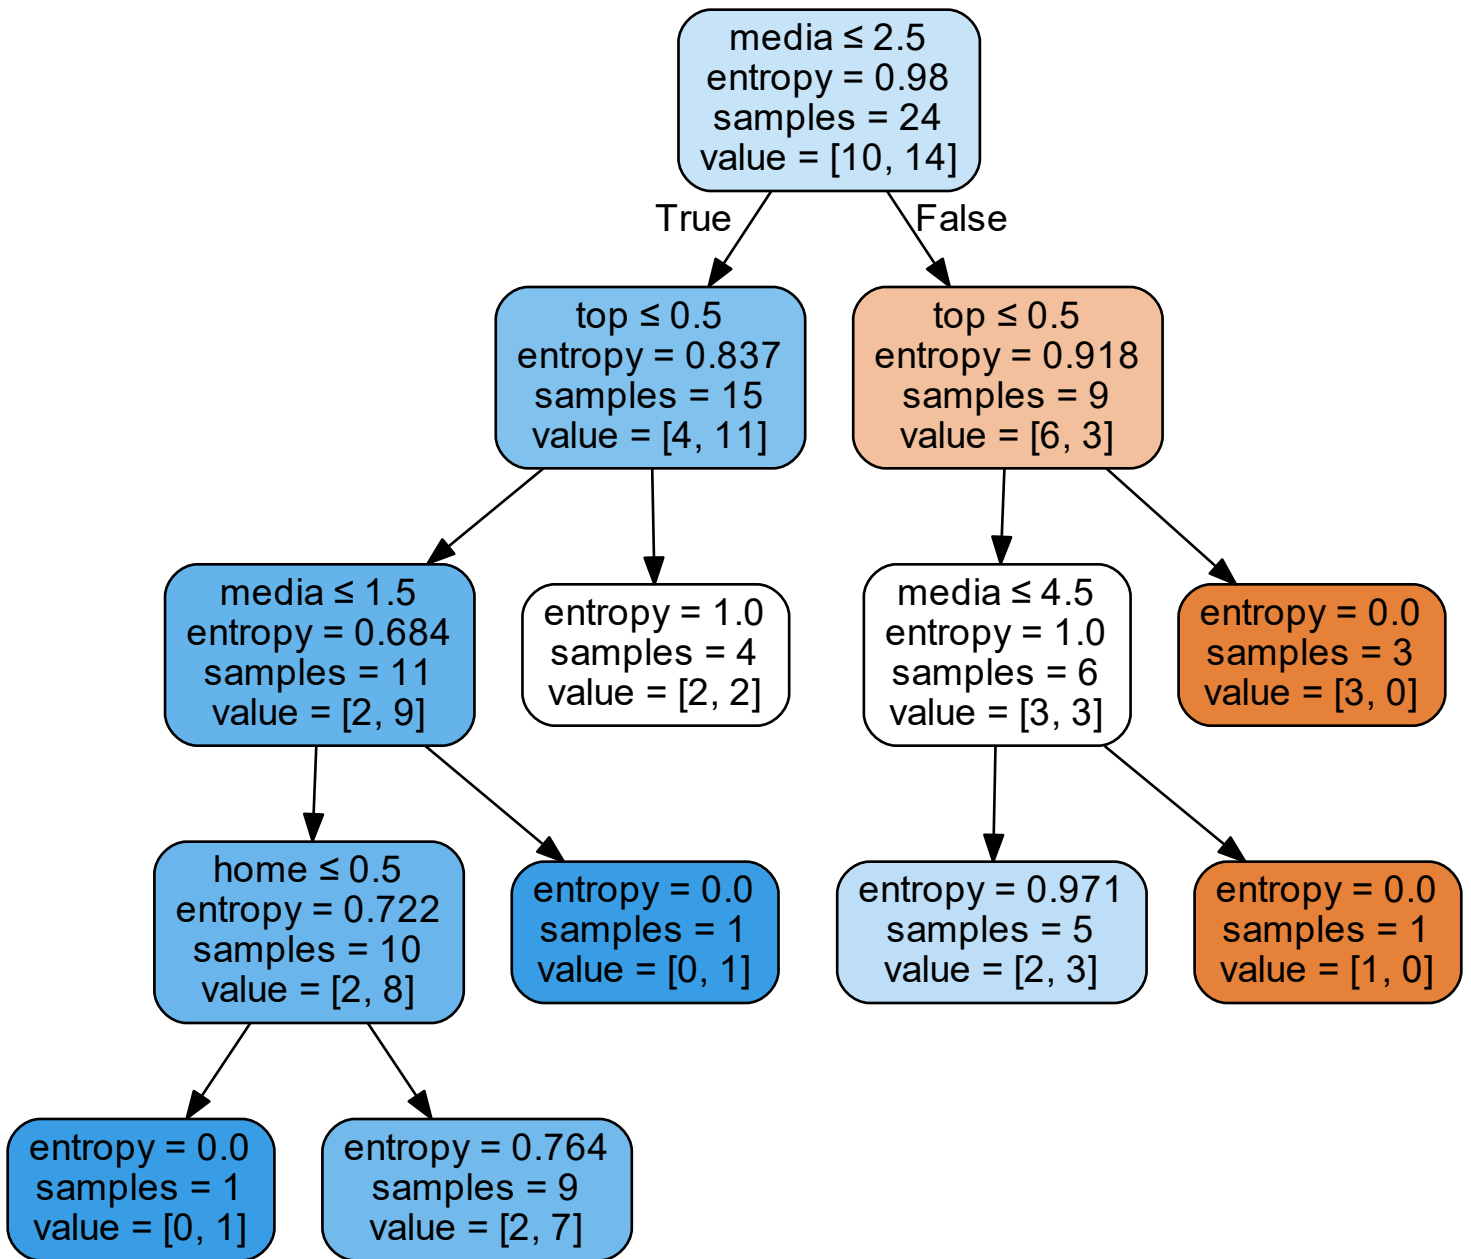 media ≤ 2.5
entropy = 0.98
samples = 24
value = [10, 14]
True
False
top ≤ 0.5
entropy = 0.837
samples = 15
value = [4, 11]
top ≤ 0.5
entropy = 0.918
samples = 9
value = [6, 3]
media ≤ 1.5
entropy = 0.684
samples = 11
value = [2, 9]
entropy = 1.0
samples = 4
value = [2, 2]
media ≤ 4.5
entropy = 1.0
samples = 6
value = [3, 3]
entropy = 0.0
samples = 3
value = [3, 0]
home ≤ 0.5
entropy = 0.722
samples = 10
value = [2, 8]
entropy = 0.0
samples = 1
value = [0, 1]
entropy = 0.971
samples = 5
value = [2, 3]
entropy = 0.0
samples = 1
value = [1, 0]
entropy = 0.0
samples = 1
value = [0, 1]
entropy = 0.764
samples = 9
value = [2, 7]